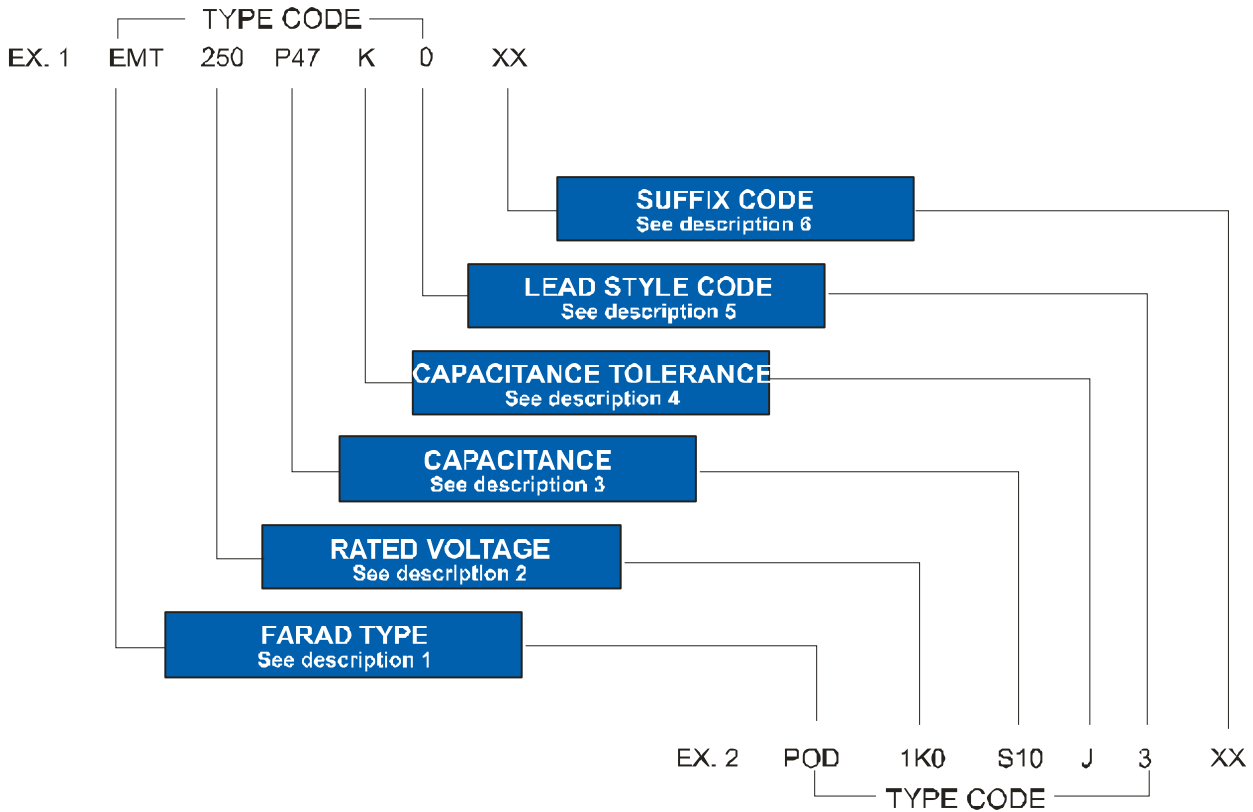 TYPE CODE
EX. 1 EMT 250 P47 K 0 XX
SUFFIX CODE
See description 6
LEAD STYLE CODE
See description 5
CAPACITANCE TOLERANCE
See description 4
CAPACITANCE
See description 3
RATED VOLTAGE
See description 2
FARAD TYPE
See description 1
EX. 2 POD 1K0 S10 J 3 XX
TYPE CODE